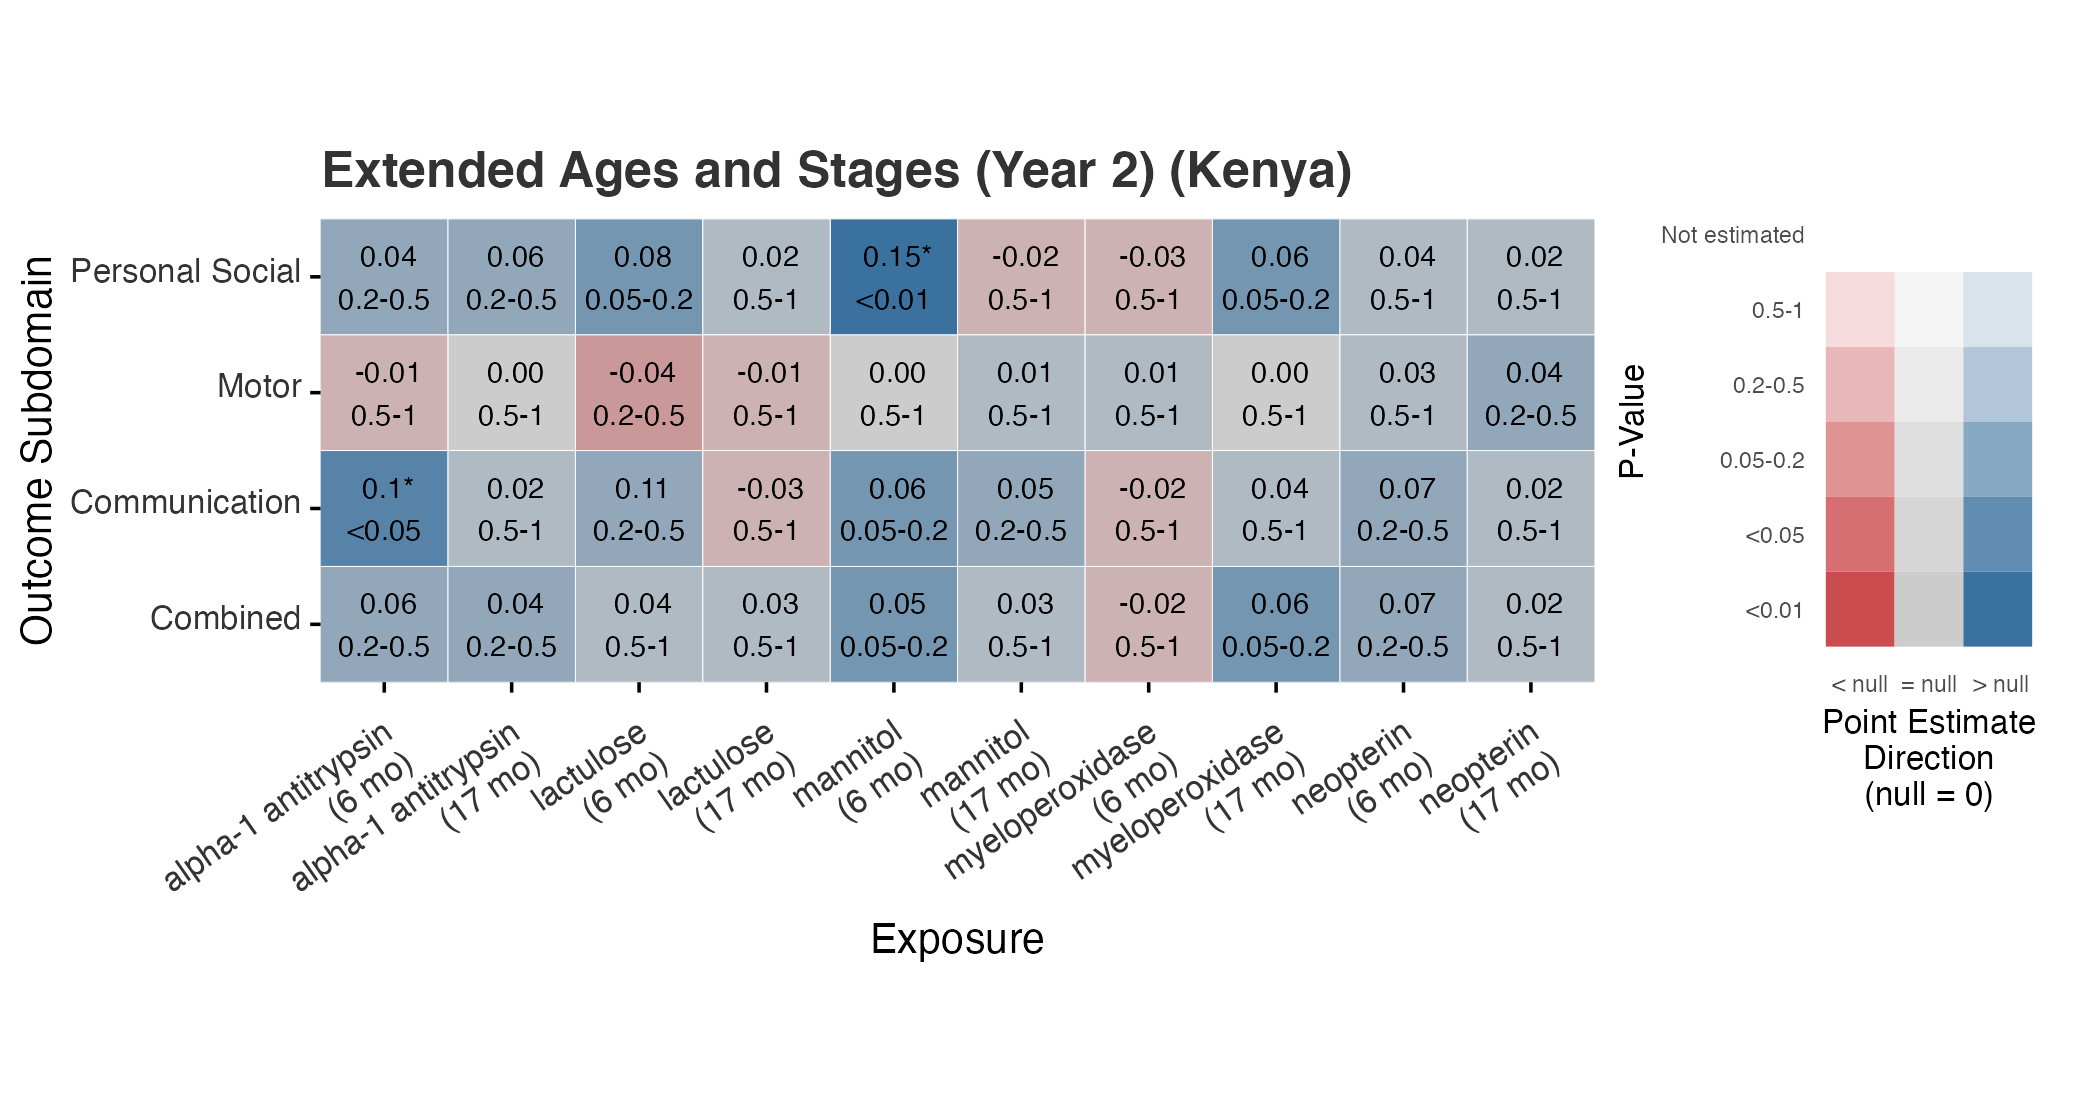 Extended Ages and Stages (Year 2) (Kenya)
Outcome Subdomain
Personal Social
0.04 0.06 0.08 0.02 0.15* -0.02 -0.03 0.06 0.04 0.02
0.2-0.5 0.2-0.5 0.05-0.2 0.5-1 <0.01 0.5-1 0.5-1 0.05-0.2 0.5-1 0.5-1
Motor
-0.01 0.00 -0.04 -0.01 0.00 0.01 0.01 0.00 0.03 0.04
0.5-1 0.5-1 0.2-0.5 0.5-1 0.5-1 0.5-1 0.5-1 0.5-1 0.5-1 0.2-0.5
Communication
0.1* 0.02 0.11 -0.03 0.06 0.05 -0.02 0.04 0.07 0.02
<0.05 0.5-1 0.2-0.5 0.5-1 0.05-0.2 0.2-0.5 0.5-1 0.5-1 0.2-0.5 0.5-1
Combined
0.06 0.04 0.04 0.03 0.05 0.03 -0.02 0.06 0.07 0.02
0.2-0.5 0.2-0.5 0.5-1 0.5-1 0.05-0.2 0.5-1 0.5-1 0.05-0.2 0.2-0.5 0.5-1
alpha-1 antitrypsin
(6 mo)
alpha-1 antitrypsin
(17 mo)
lactulose
(6 mo)
lactulose
(17 mo)
mannitol
(6 mo)
mannitol
(17 mo)
myeloperoxidase
(6 mo)
myeloperoxidase
(17 mo)
neopterin
(6 mo)
neopterin
(17 mo)
Exposure
P-Value
Not estimated
0.5-1
0.2-0.5
0.05-0.2
<0.05
<0.01
< null = null > null
Point Estimate
Direction
(null = 0)